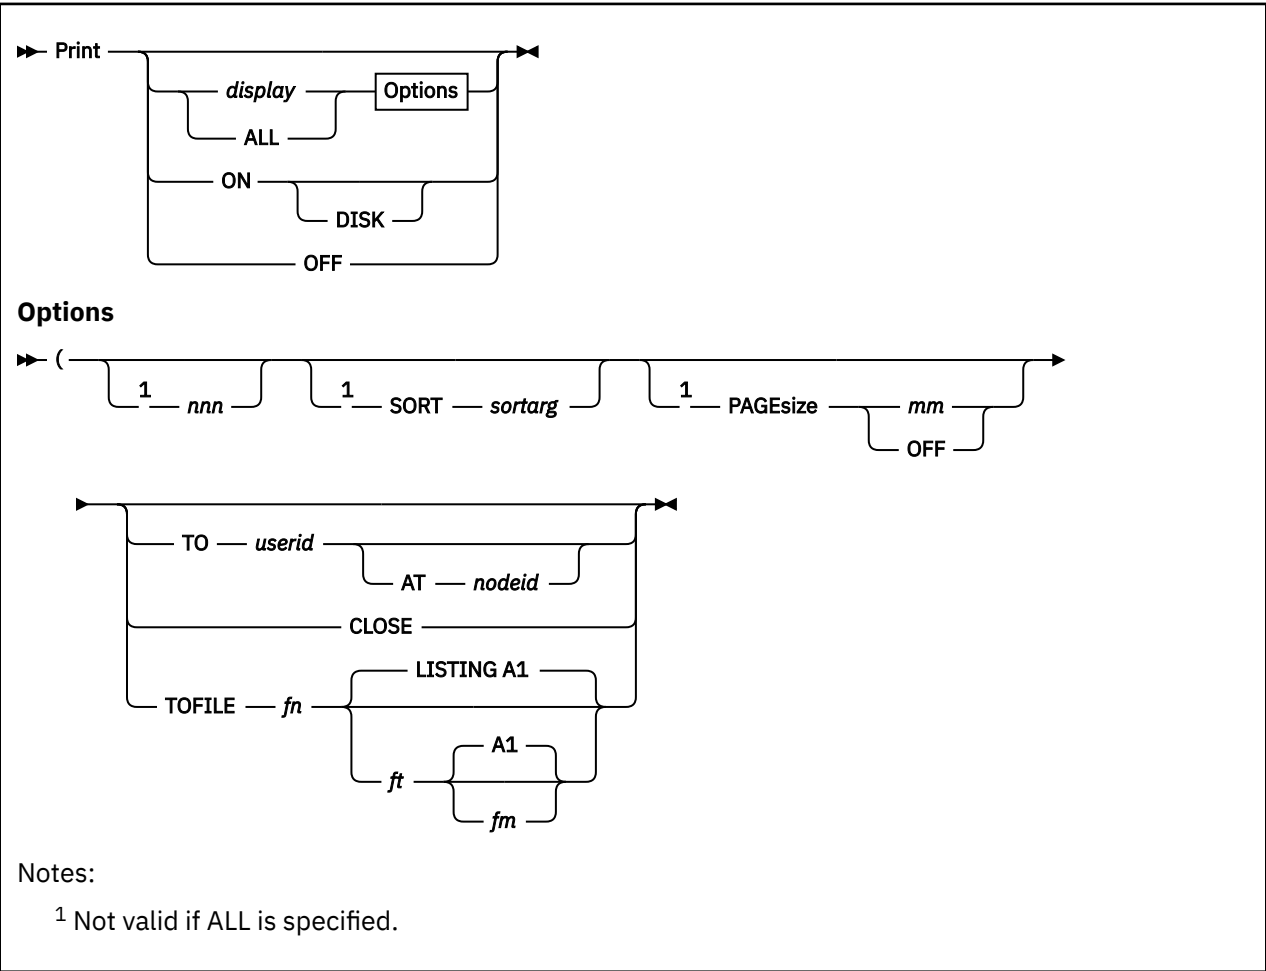 Print
display Options
ALL
ON
DISK
OFF
Options
(
1 nnn 1 SORT sortarg 1 PAGEsize mm
OFF
TO userid
AT nodeid
CLOSE
LISTING A1
TOFILE fn
A1
ft
fm
Notes:
1 Not valid if ALL is specified.